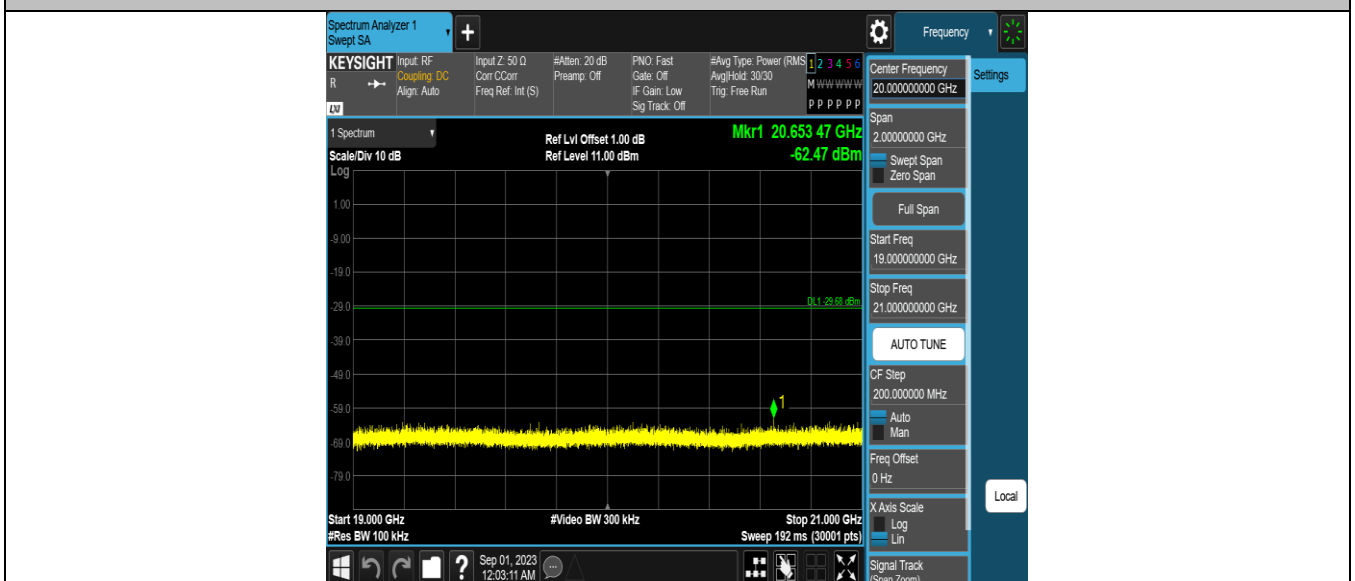 Spectrum Analyzer 1
Swept SA
+
Frequency
KEYSIGHT
R
LXI
Input: RF
Coupling: DC
Align: Auto
Input Z: 50 Ω
Corr CCorr
Freq Ref: Int (S)
#Atten: 20 dB
Preamp: Off
PNO: Fast
Gate: Off
IF Gain: Low
Sig Track: Off
#Avg Type: Power (RMS
Avg|Hold: 30/30
Trig: Free Run
1 2 3 4 5 6
M W W W W W
P P P P P P
1 Spectrum
Scale/Div 10 dB
Log
Ref Lvl Offset 1.00 dB
Ref Level 11.00 dBm
Mkr1 20.653 47 GHz
-62.47 dBm
1.00
-9.00
-19.0
-29.0
DL1 -29.68 dBm
-39.0
-49.0
-59.0
1
-69.0
-79.0
Start 19.000 GHz
#Res BW 100 kHz
#Video BW 300 kHz
Stop 21.000 GHz
Sweep 192 ms (30001 pts)
?
Sep 01, 2023
12:03:11 AM
Center Frequency
20.000000000 GHz
Settings
Span
2.00000000 GHz
Swept Span
Zero Span
Full Span
Start Freq
19.000000000 GHz
Stop Freq
21.000000000 GHz
AUTO TUNE
CF Step
200.000000 MHz
Auto
Man
Freq Offset
0 Hz
X Axis Scale
Log
Lin
Local
Signal Track
(Span Zoom)